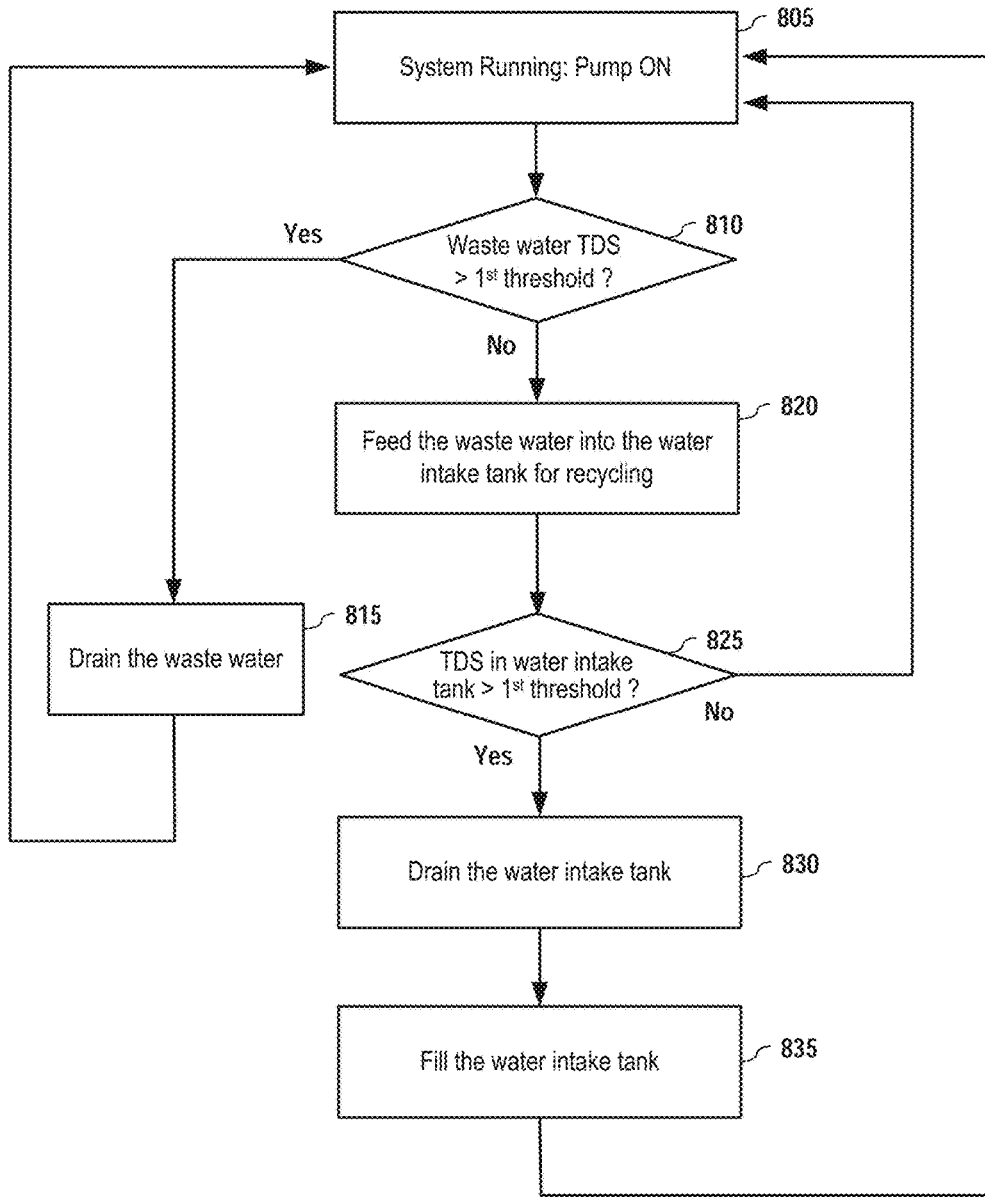 805
System Running: Pump ON
810
Yes
Waste water TDS
> 1st threshold ?
No
820
Feed the waste water into the water
intake tank for recycling
815
Drain the waste water
825
TDS in water intake
tank > 1st threshold ?
No
Yes
830
Drain the water intake tank
835
Fill the water intake tank